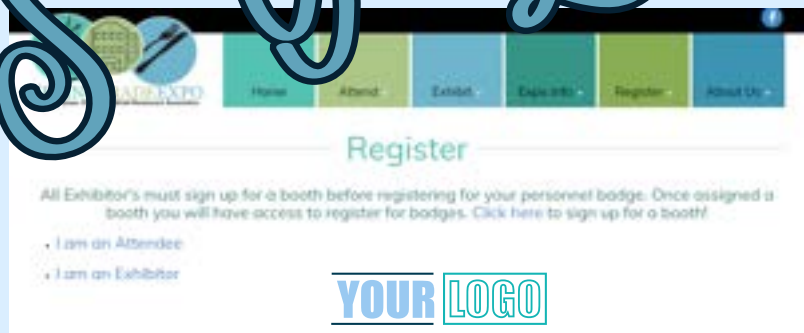 MADEEXPO
Home Attend Exhibit Expo Info Register About Us
Register
All Exhibitor's must sign up for a booth before registering for your personnel badge. Once assigned a
booth you will have access to register for badges. Click here to sign up for a booth!
I am an Attendee
I am an Exhibitor
YOUR LOGO